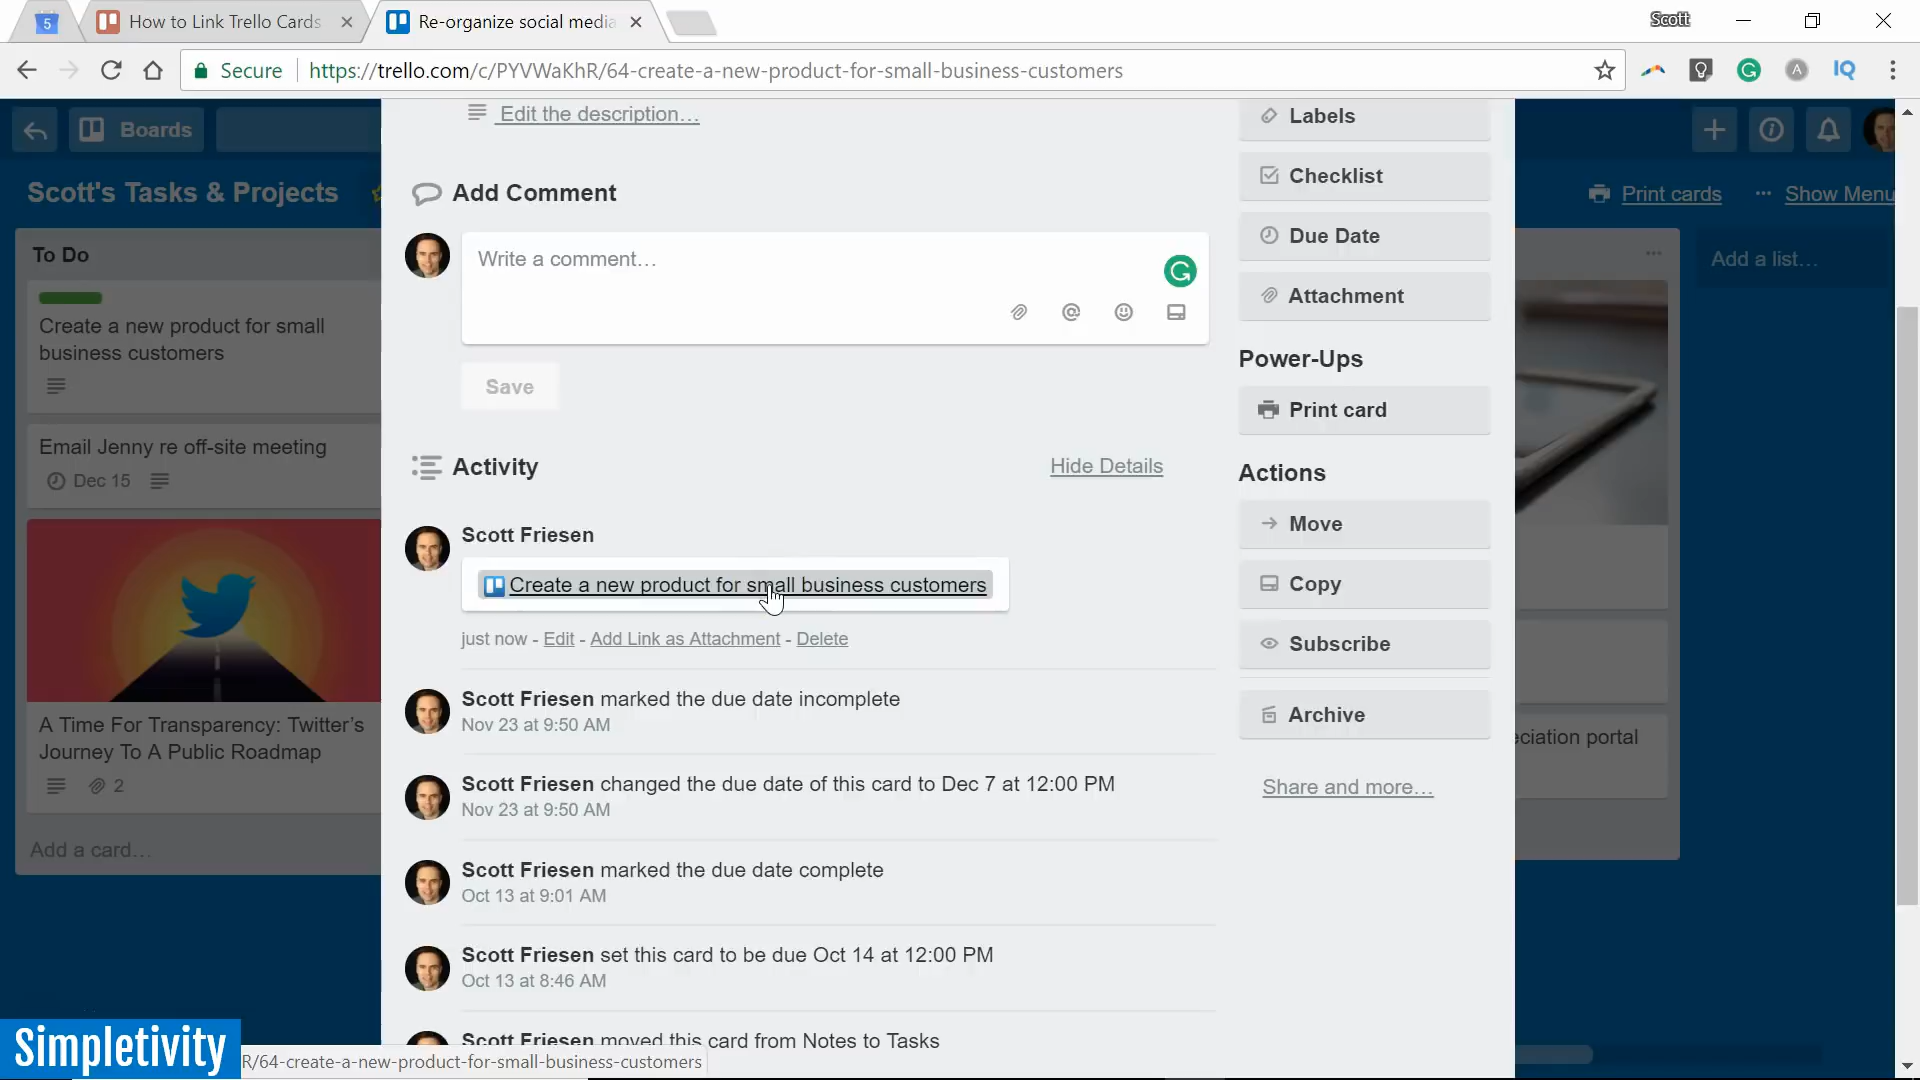 5
How to Link Trello Cards
Re-organize social media
Scott
Secure
https://trello.com/c/PYVWaKhR/64-create-a-new-product-for-small-business-customers
A
IQ
Boards
Scott's Tasks & Projects
Print cards
Show Menu
To Do
Create a new product for small
business customers
Email Jenny re off-site meeting
Dec 15
A Time For Transparency: Twitter's
Journey To A Public Roadmap
2
Add a card…
Edit the description…
Add Comment
Write a comment…
Save
Activity
Hide Details
Scott Friesen
Create a new product for small business customers
just now - Edit - Add Link as Attachment - Delete
Scott Friesen marked the due date incomplete
Nov 23 at 9:50 AM
Scott Friesen changed the due date of this card to Dec 7 at 12:00 PM
Nov 23 at 9:50 AM
Scott Friesen marked the due date complete
Oct 13 at 9:01 AM
Scott Friesen set this card to be due Oct 14 at 12:00 PM
Oct 13 at 8:46 AM
Scott Friesen moved this card from Notes to Tasks
Labels
Checklist
Due Date
Attachment
Power-Ups
Print card
Actions
Move
Copy
Subscribe
Archive
Share and more…
Add a list…
eciation portal
Simpletivity
R/64-create-a-new-product-for-small-business-customers